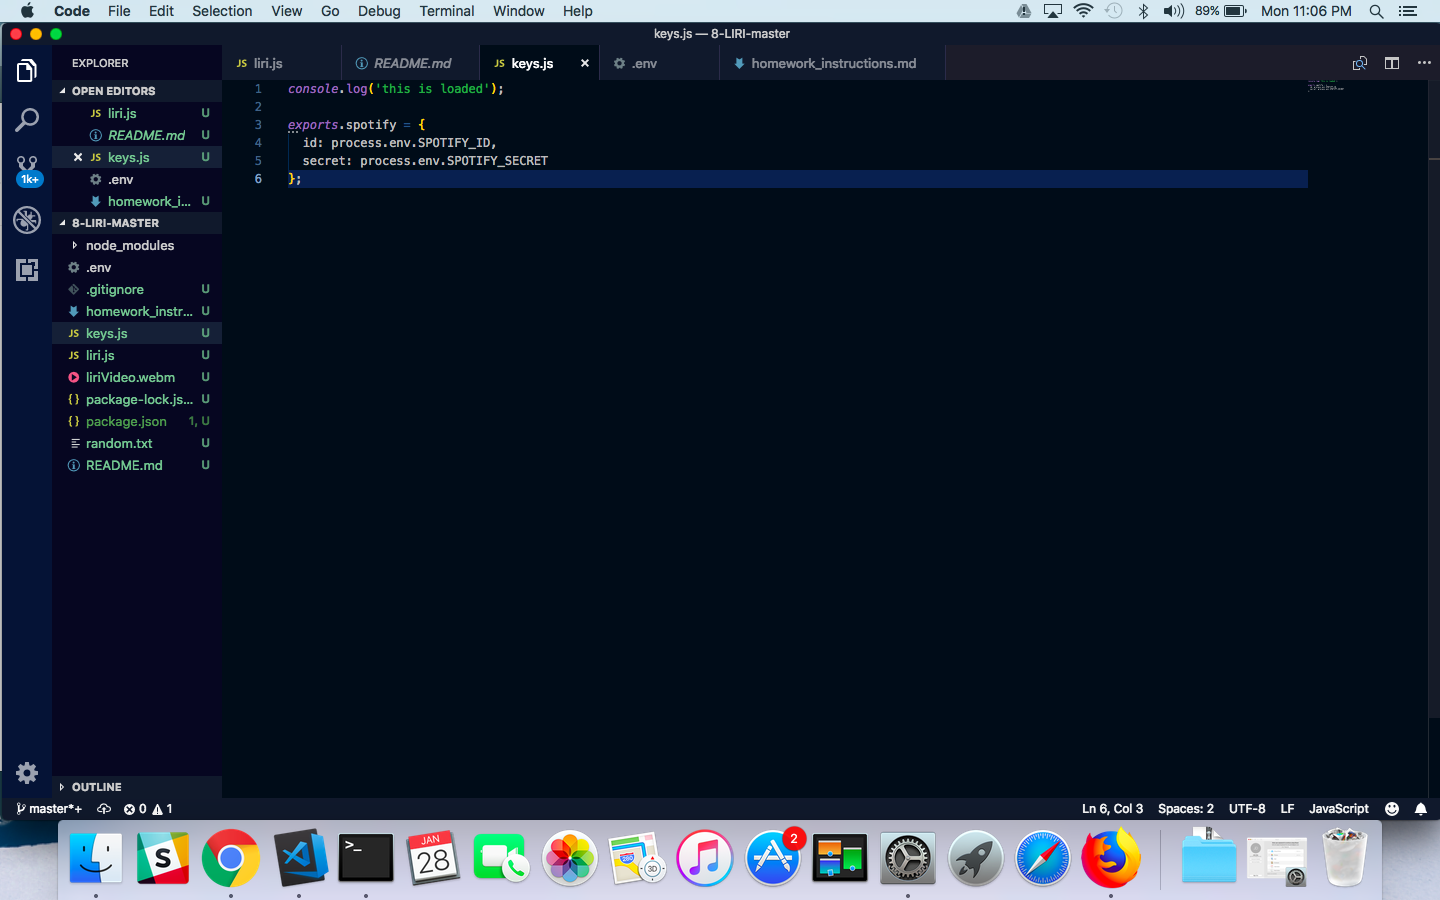 Code File Edit Selection View Go Debug Terminal Window Help 89% Mon 11:06 PM
keys.js — 8-LIRI-master
EXPLORER
JS liri.js README.md JS keys.js .env homework_instructions.md
OPEN EDITORS
JS liri.js U
README.md U
JS keys.js U
.env
homework_i... U
8-LIRI-MASTER
node_modules
.env
.gitignore U
homework_instr... U
JS keys.js U
JS liri.js U
liriVideo.webm U
{} package-lock.js... U
{} package.json 1, U
random.txt U
README.md U
OUTLINE
1k+
1 console.log('this is loaded');
2
3 exports.spotify = {
4 id: process.env.SPOTIFY_ID,
5 secret: process.env.SPOTIFY_SECRET
6 };
master*+ 0 1 Ln 6, Col 3 Spaces: 2 UTF-8 LF JavaScript
S
>_
JAN
28
280
3D
2